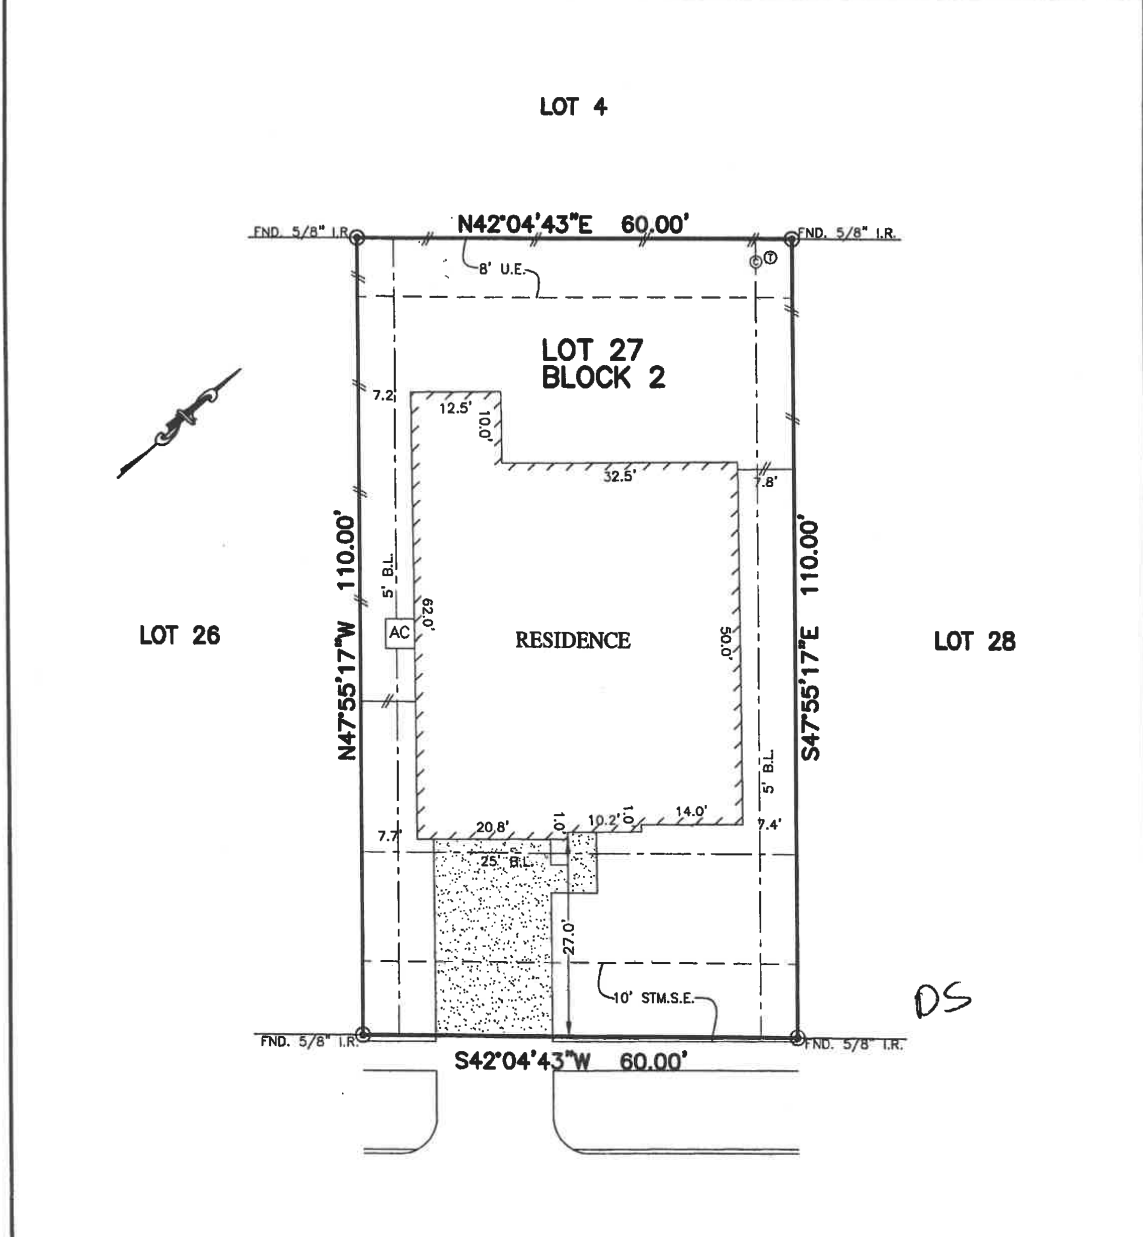 LOT 4
N42°04'43"E 60.00'
FND. 5/8" I.R.
FND. 5/8" I.R.
C
T
8' U.E.
LOT 27
BLOCK 2
7.2'
12.5'
10.0'
32.5'
7.8'
N47°55'17"W 110.00'
S47°55'17"E 110.00'
5' B.L.
62.0'
AC
RESIDENCE
50.0'
LOT 26
LOT 28
5' B.L.
7.7'
20.8'
1.0'
10.2'
1.0'
14.0'
7.4'
25' B.L.
27.0'
10' STM.S.E.
DS
FND. 5/8" I.R.
FND. 5/8" I.R.
S42°04'43"W 60.00'